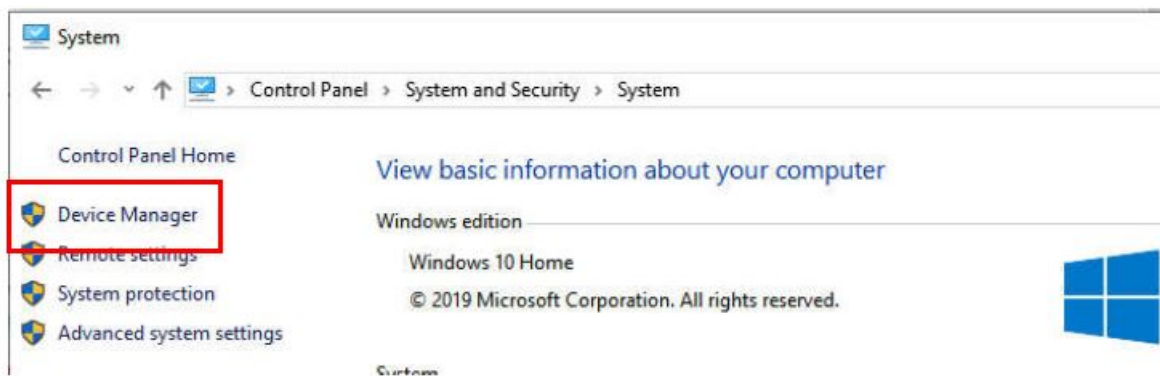 System
Control Panel > System and Security > System
Control Panel Home
Device Manager
Remote settings
System protection
Advanced system settings
View basic information about your computer
Windows edition
Windows 10 Home
© 2019 Microsoft Corporation. All rights reserved.
System